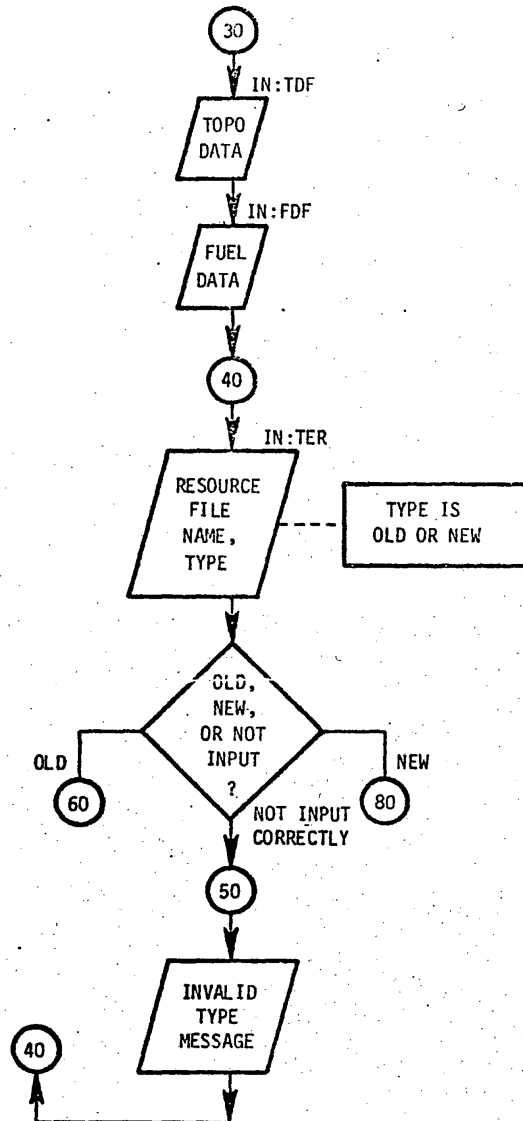 30
IN:TDF
TOPO
DATA
IN:FDF
FUEL
DATA
40
IN:TER
RESOURCE
FILE
NAME,
TYPE
TYPE IS
OLD OR NEW
OLD,
NEW,
OR NOT
INPUT
?
OLD
NEW
60
80
NOT INPUT
CORRECTLY
50
INVALID
TYPE
MESSAGE
40